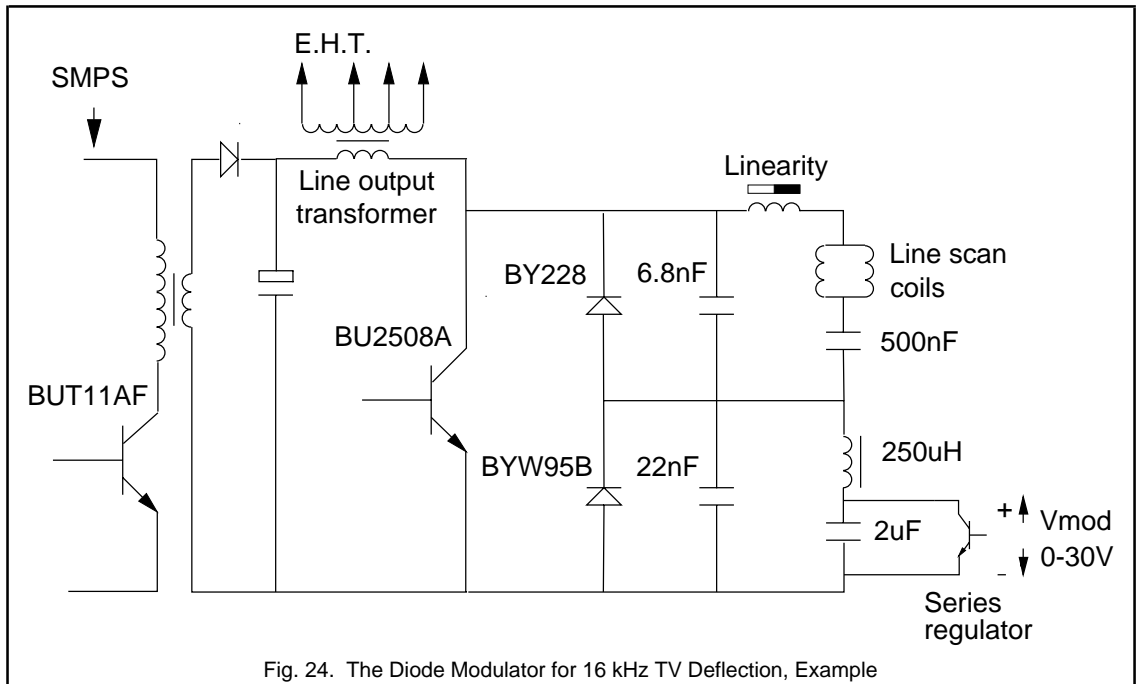 E.H.T.
SMPS
Line output
transformer
Linearity
BY228
6.8nF
Line scan
coils
BU2508A
500nF
BUT11AF
BYW95B
22nF
250uH
+
Vmod
2uF
0-30V
-
Series
regulator
Fig. 24. The Diode Modulator for 16 kHz TV Deflection, Example